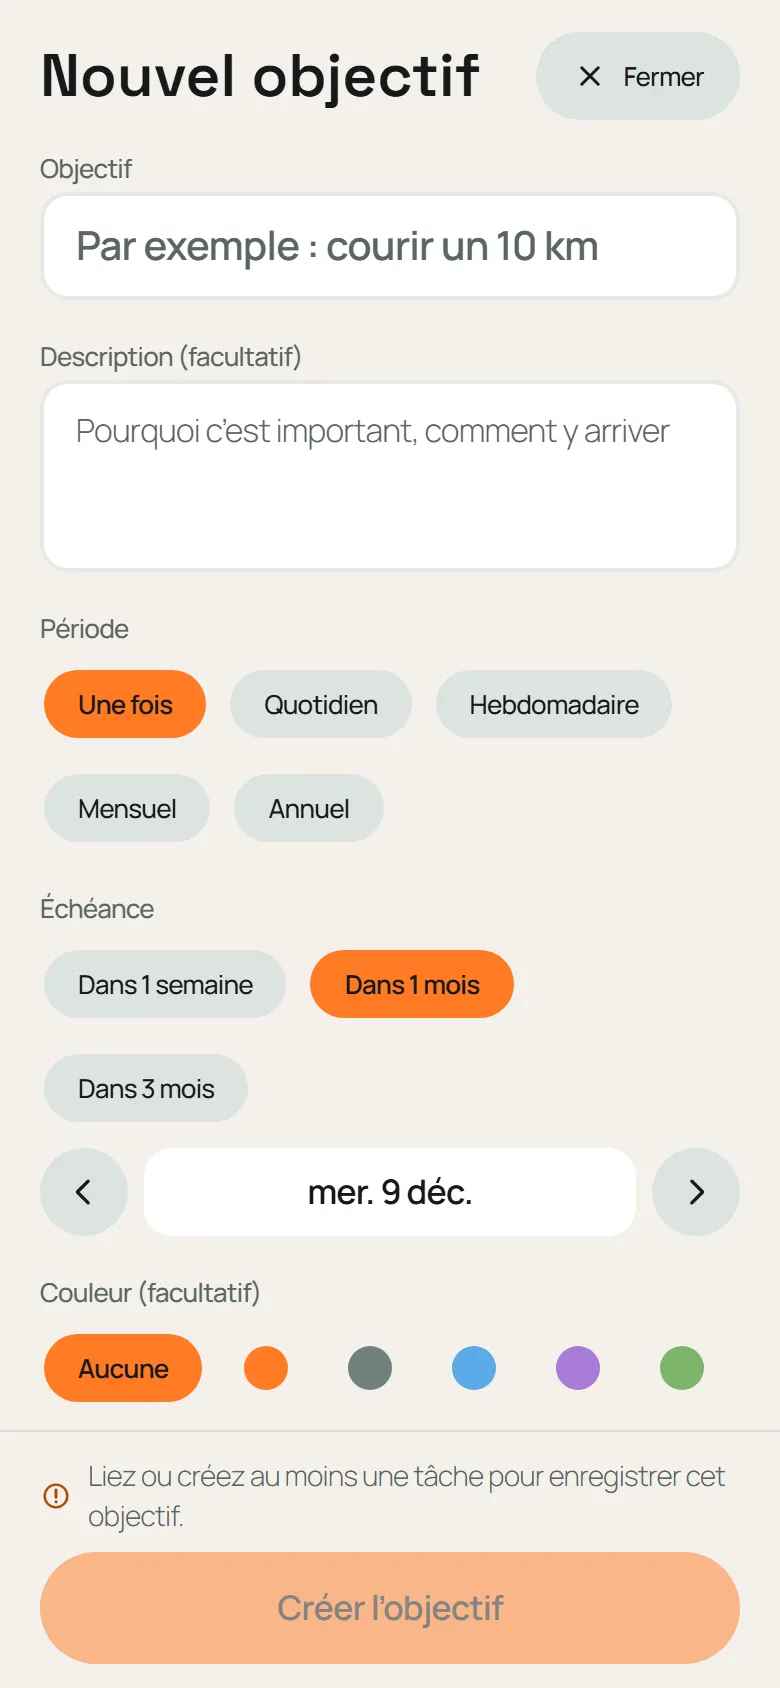 Nouvel objectif
Fermer
Objectif
Par exemple : courir un 10 km
Description (facultatif)
Pourquoi c’est important, comment y arriver
Période
Une fois
Quotidien
Hebdomadaire
Mensuel
Annuel
Échéance
Dans 1 semaine
Dans 1 mois
Dans 3 mois
mer. 9 déc.
Couleur (facultatif)
Aucune
Liez ou créez au moins une tâche pour enregistrer cet
objectif.
Créer l’objectif